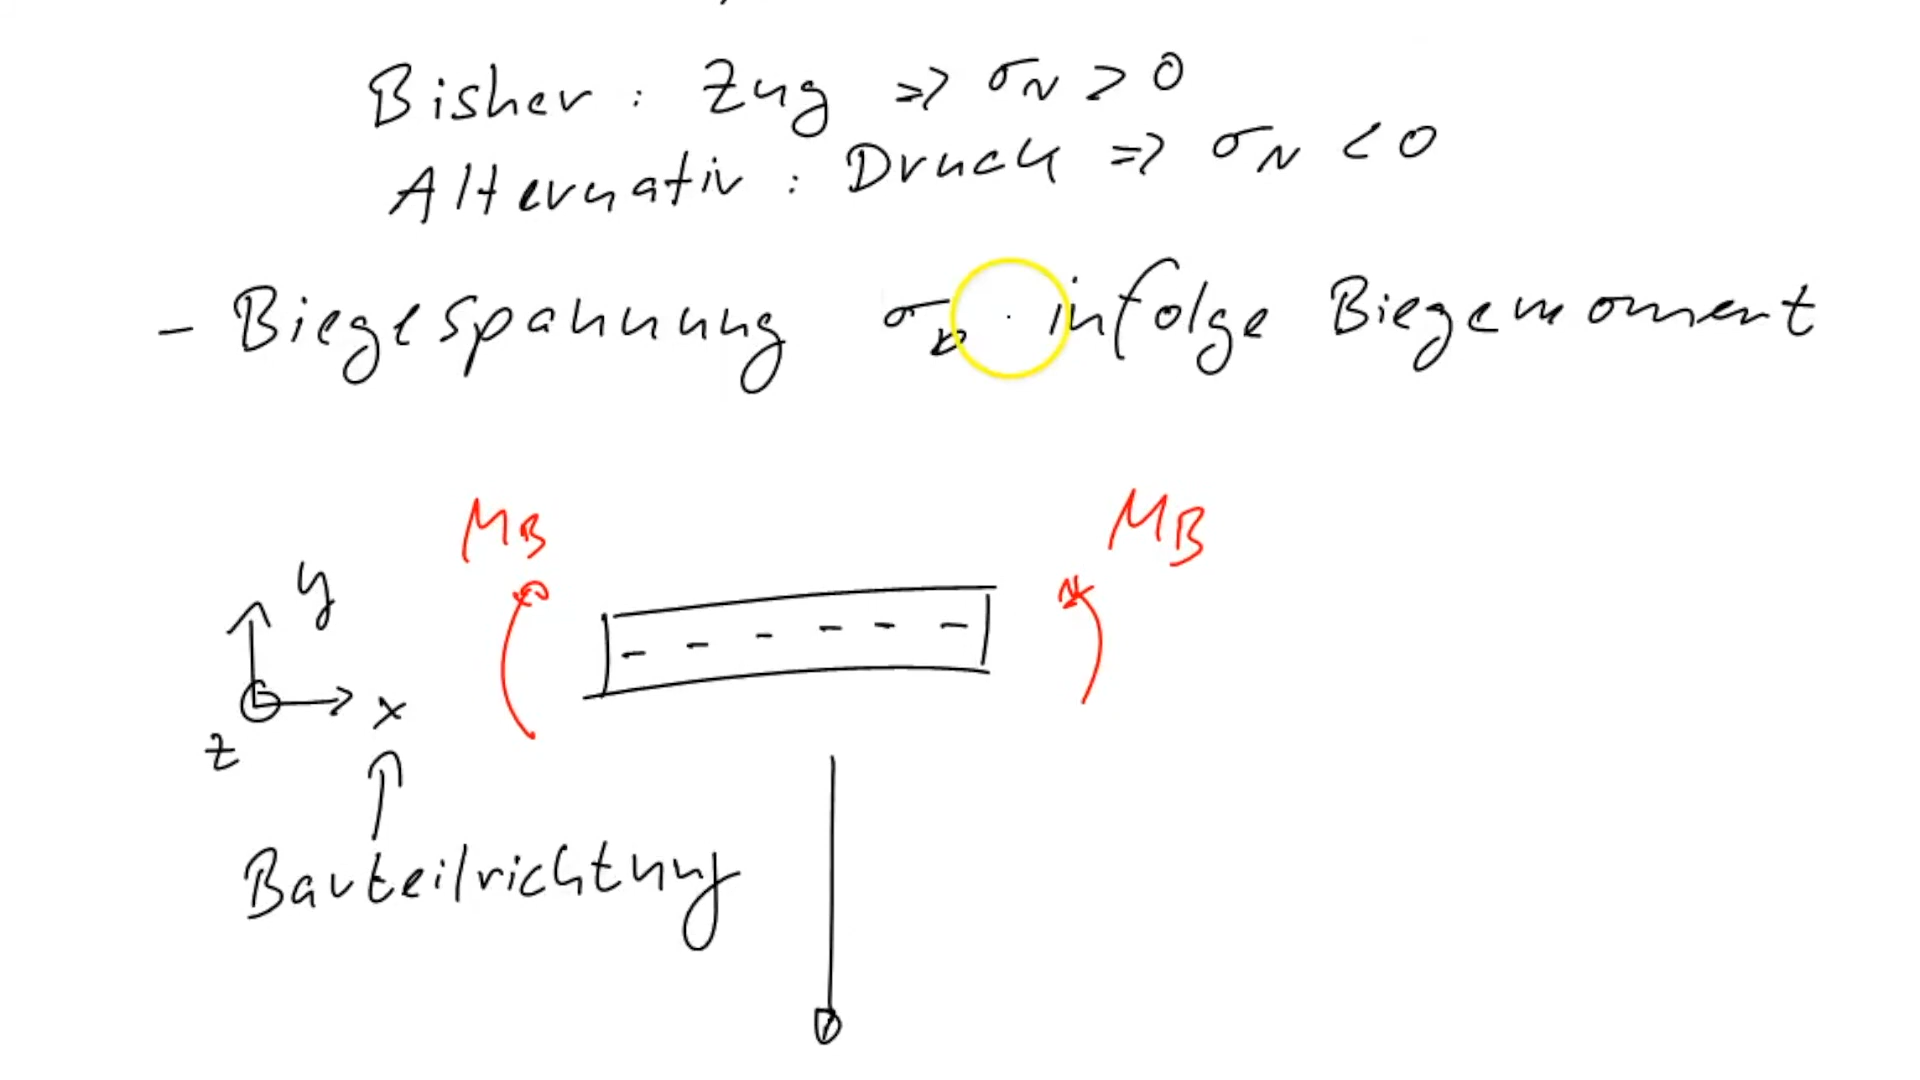 Bisher : Zug => σN > 0
Alternativ : Druck => σN < 0
- Biegespannung σb infolge Biegemoment
MB
MB
y
x
z
Bauteilrichtung